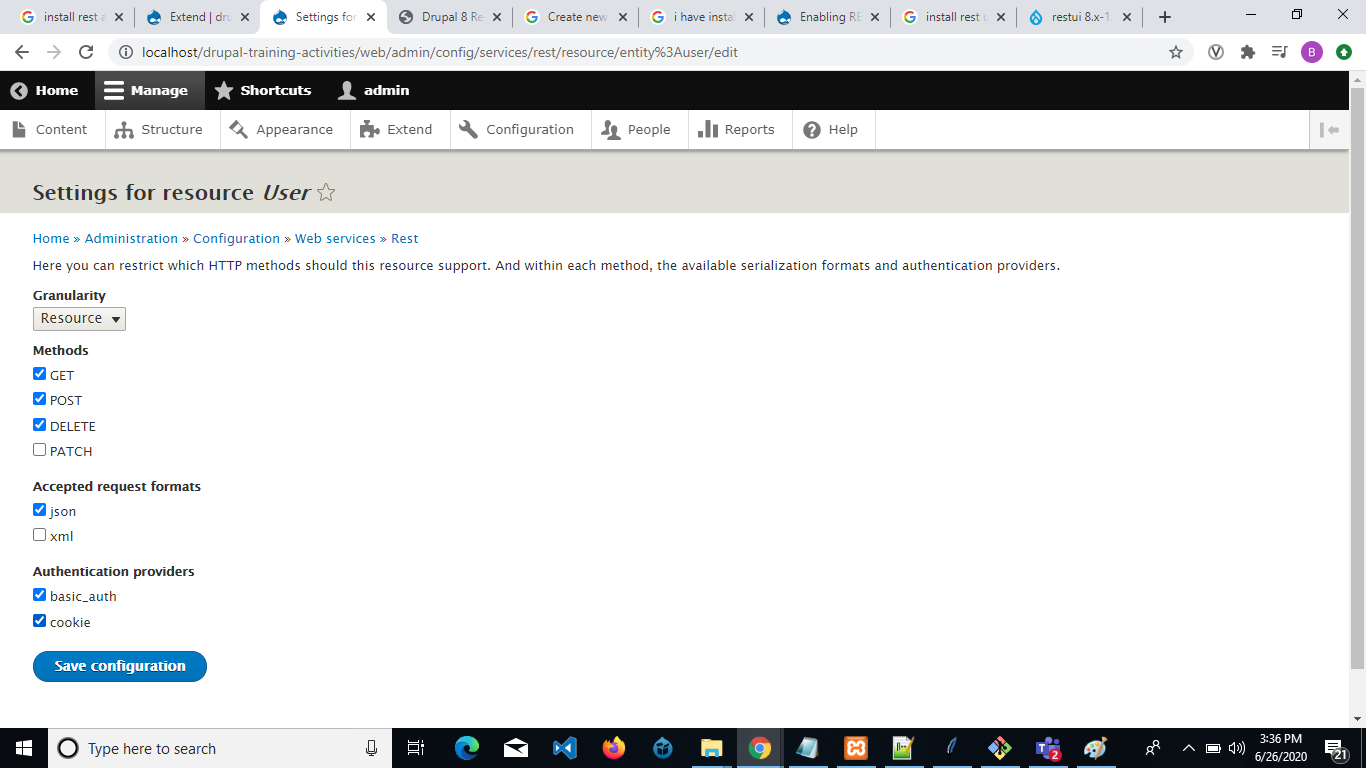 install rest a
Extend | dru
Settings for
Drupal 8 Re
Create new
i have instal
Enabling RE
install rest u
restui 8.x-1.
localhost/drupal-training-activities/web/admin/config/services/rest/resource/entity%3Auser/edit
B
Home Manage Shortcuts admin
Content Structure Appearance Extend Configuration People Reports Help
Settings for resource User
Home » Administration » Configuration » Web services » Rest
Here you can restrict which HTTP methods should this resource support. And within each method, the available serialization formats and authentication providers.
Granularity
Resource
Methods
GET
POST
DELETE
PATCH
Accepted request formats
json
xml
Authentication providers
basic_auth
cookie
Save configuration
Type here to search
2
3:36 PM
6/26/2020
21